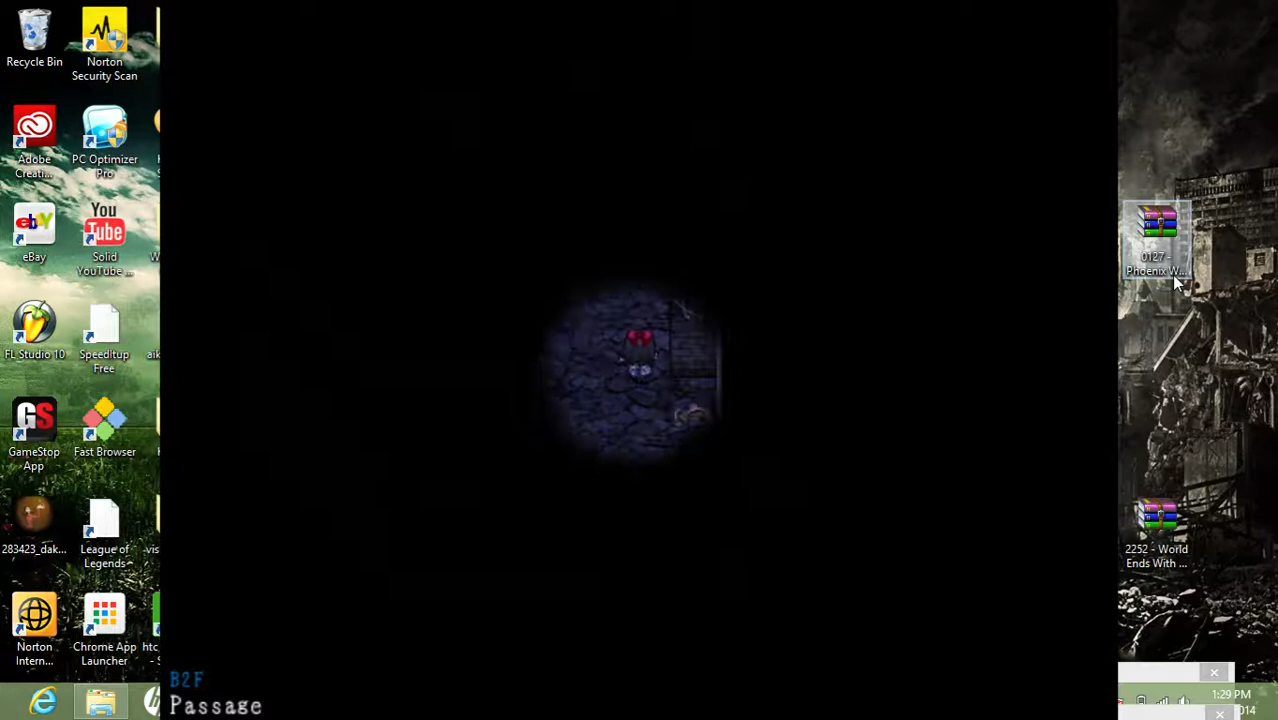 Recycle Bin
Norton
Security Scan
Adobe
Creati...
PC Optimizer
Pro
eBay
You
Tube
Solid
YouTube ...
FL Studio 10
SpeedItup
Free
GS
GameStop
App
Fast Browser
283423_dak...
League of
Legends
Norton
Intern...
Chrome App
Launcher
0127 -
Phoenix W...
2252 - World
Ends With ...
B2F
Passage
1:29 PM